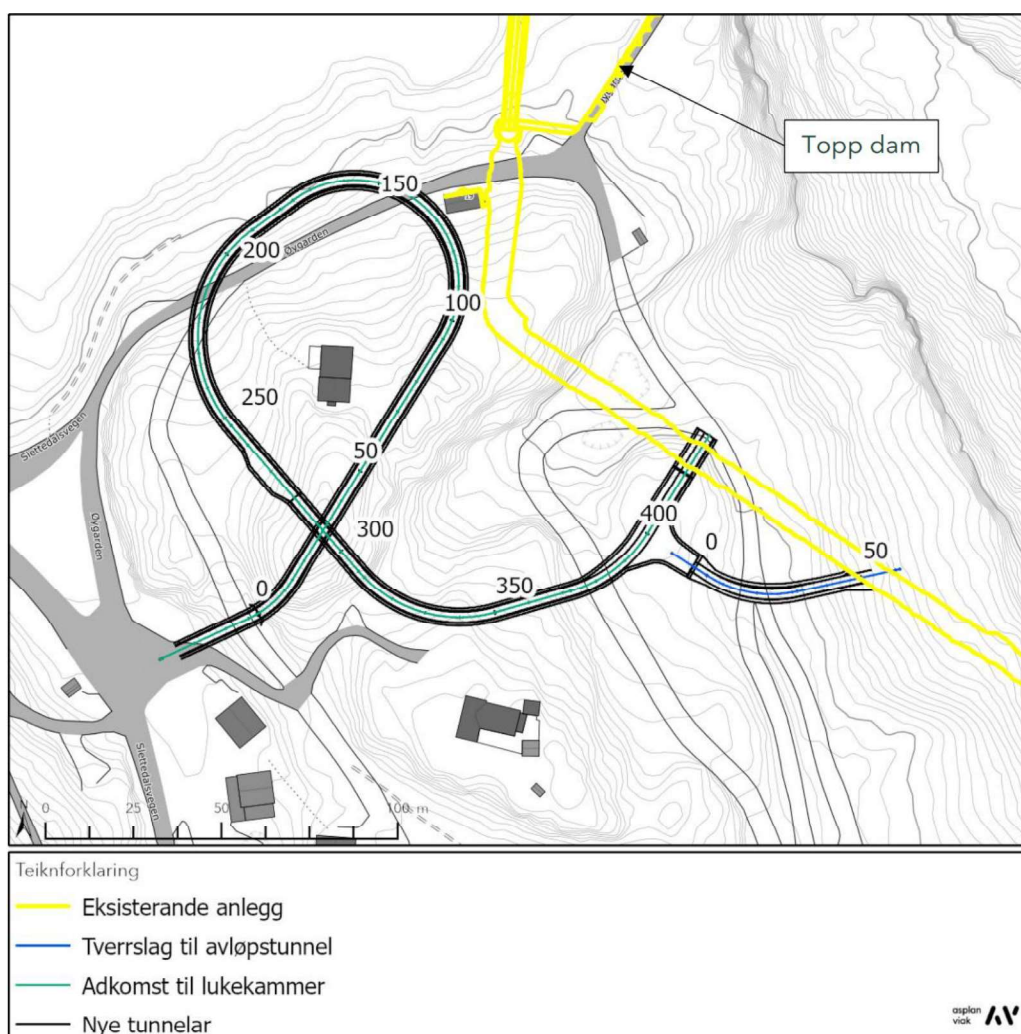 Topp dam
150
200
Øygarden
100
250
50
Slettedalsvegen
300
400
0
50
Øygarden
350
0
Slettedalsvegen
N 0 25 50 100 m
Teiknforklaring
Eksisterande anlegg
Tverrslag til avløpstunnel
Adkomst til lukekammer
Nye tunnelar
asplan
viak